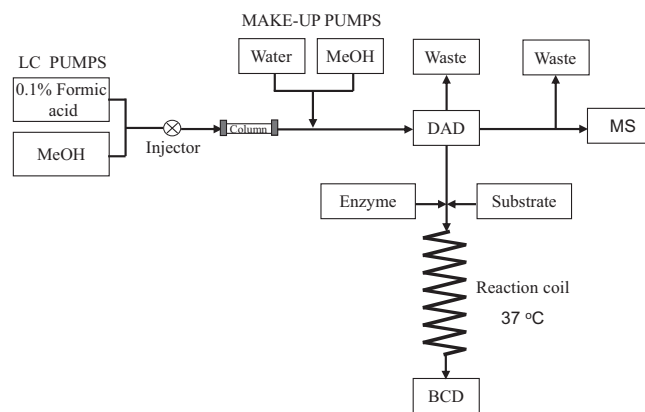 MAKE-UP PUMPS
LC PUMPS
Water
MeOH
Waste
Waste
0.1% Formic
acid
MeOH
Injector
Column
DAD
MS
Enzyme
Substrate
Reaction coil
37 °C
BCD